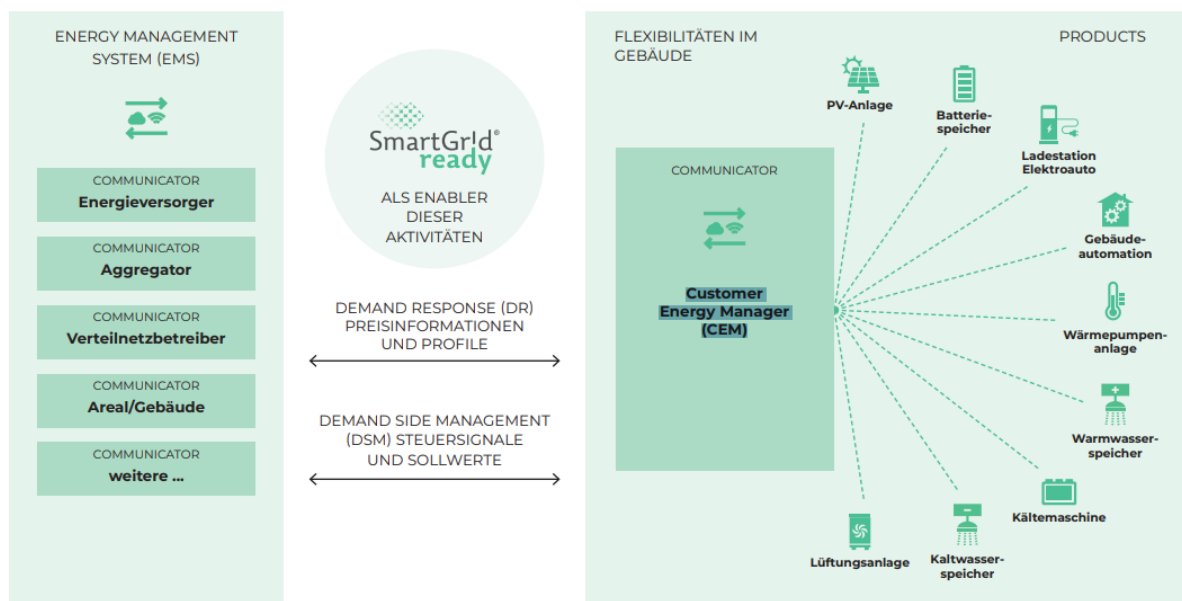 ENERGY MANAGEMENT
SYSTEM (EMS)
COMMUNICATOR
Energieversorger
COMMUNICATOR
Aggregator
COMMUNICATOR
Verteilnetzbetreiber
COMMUNICATOR
Areal/Gebäude
COMMUNICATOR
weitere ...
SmartGr!d®
ready
ALS ENABLER
DIESER
AKTIVITÄTEN
DEMAND RESPONSE (DR)
PREISINFORMATIONEN
UND PROFILE
DEMAND SIDE MANAGEMENT
(DSM) STEUERSIGNALE
UND SOLLWERTE
FLEXIBILITÄTEN IM
GEBÄUDE
PRODUCTS
COMMUNICATOR
Customer
Energy Manager
(CEM)
PV-Anlage
Batterie-
speicher
Ladestation
Elektroauto
Gebäude-
automation
Wärmepumpen-
anlage
Warmwasser-
speicher
Kältemaschine
Kaltwasser-
speicher
Lüftungsanlage